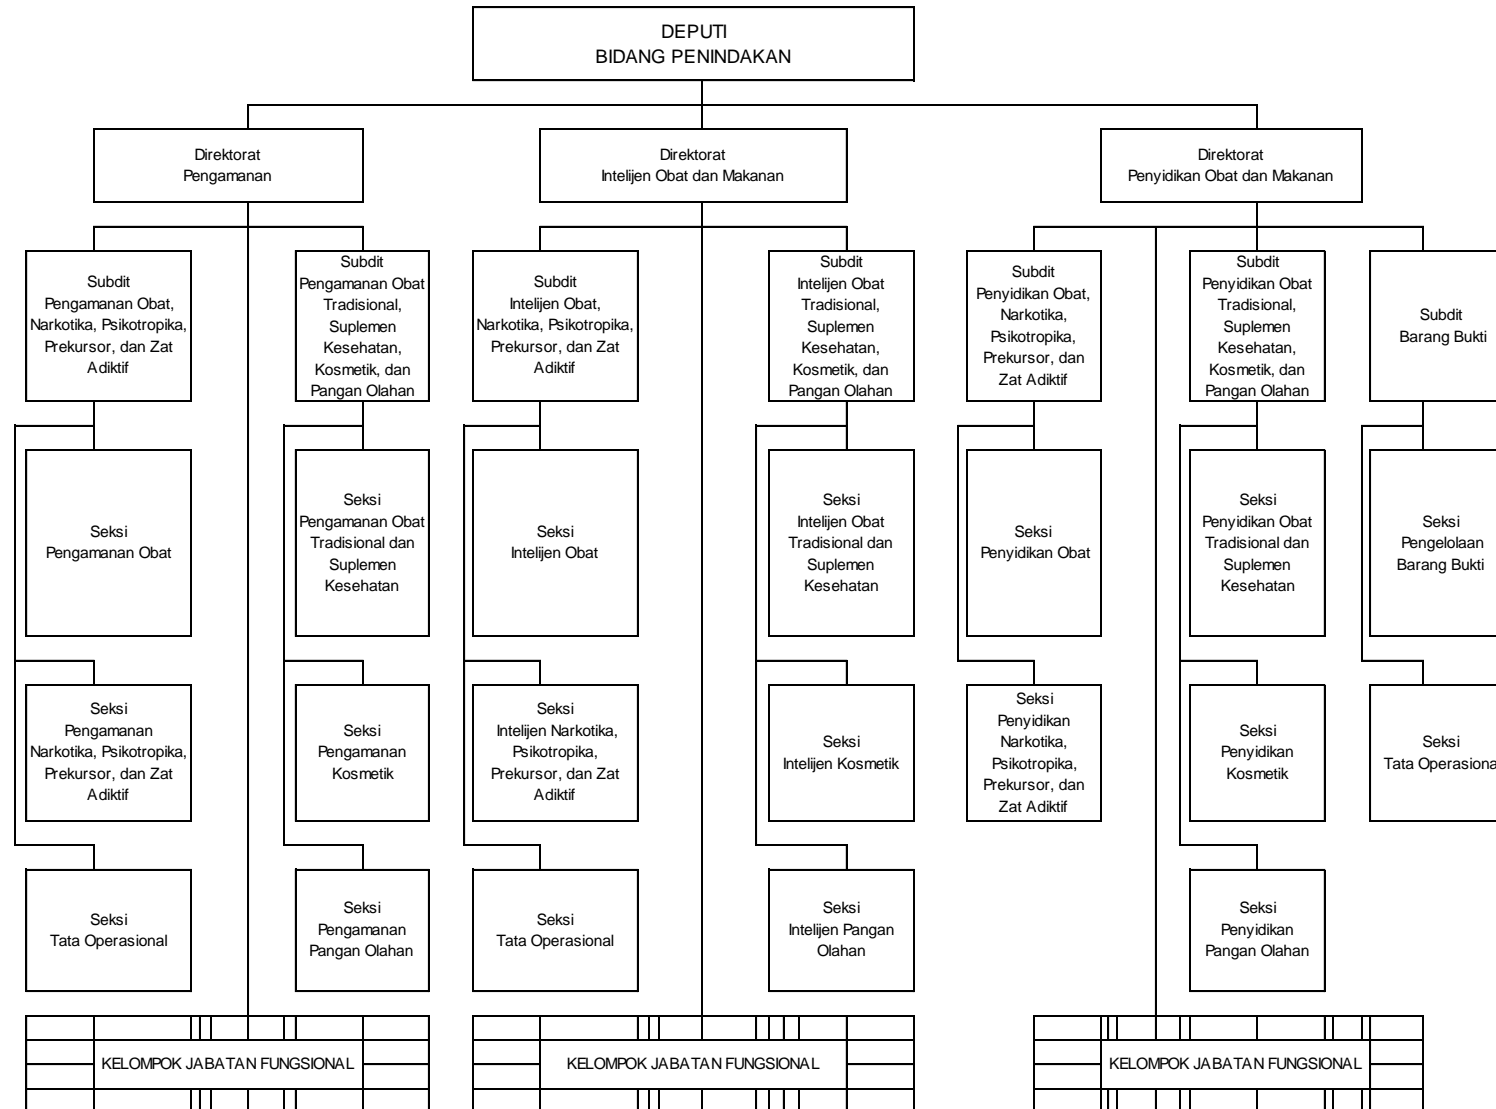 DEPUTI
BIDANG PENINDAKAN
Direktorat
Pengamanan
Direktorat
Intelijen Obat dan Makanan
Direktorat
Penyidikan Obat dan Makanan
Subdit
Pengamanan Obat,
Narkotika, Psikotropika,
Prekursor, dan Zat
Adiktif
Subdit
Pengamanan Obat
Tradisional,
Suplemen
Kesehatan,
Kosmetik, dan
Pangan Olahan
Subdit
Intelijen Obat,
Narkotika, Psikotropika,
Prekursor, dan Zat
Adiktif
Subdit
Intelijen Obat
Tradisional,
Suplemen
Kesehatan,
Kosmetik, dan
Pangan Olahan
Subdit
Penyidikan Obat,
Narkotika,
Psikotropika,
Prekursor, dan
Zat Adiktif
Subdit
Penyidikan Obat
Tradisional,
Suplemen
Kesehatan,
Kosmetik, dan
Pangan Olahan
Subdit
Barang Bukti
Seksi
Pengamanan Obat
Seksi
Pengamanan Obat
Tradisional dan
Suplemen
Kesehatan
Seksi
Intelijen Obat
Seksi
Intelijen Obat
Tradisional dan
Suplemen
Kesehatan
Seksi
Penyidikan Obat
Seksi
Penyidikan Obat
Tradisional dan
Suplemen
Kesehatan
Seksi
Pengelolaan
Barang Bukti
Seksi
Pengamanan
Narkotika, Psikotropika,
Prekursor, dan Zat
Adiktif
Seksi
Pengamanan
Kosmetik
Seksi
Intelijen Narkotika,
Psikotropika,
Prekursor, dan Zat
Adiktif
Seksi
Intelijen Kosmetik
Seksi
Penyidikan
Narkotika,
Psikotropika,
Prekursor, dan
Zat Adiktif
Seksi
Penyidikan
Kosmetik
Seksi
Tata Operasiona
Seksi
Tata Operasional
Seksi
Pengamanan
Pangan Olahan
Seksi
Tata Operasional
Seksi
Intelijen Pangan
Olahan
Seksi
Penyidikan
Pangan Olahan
KELOMPOK JABATAN FUNGSIONAL
KELOMPOK JABATAN FUNGSIONAL
KELOMPOK JABATAN FUNGSIONAL